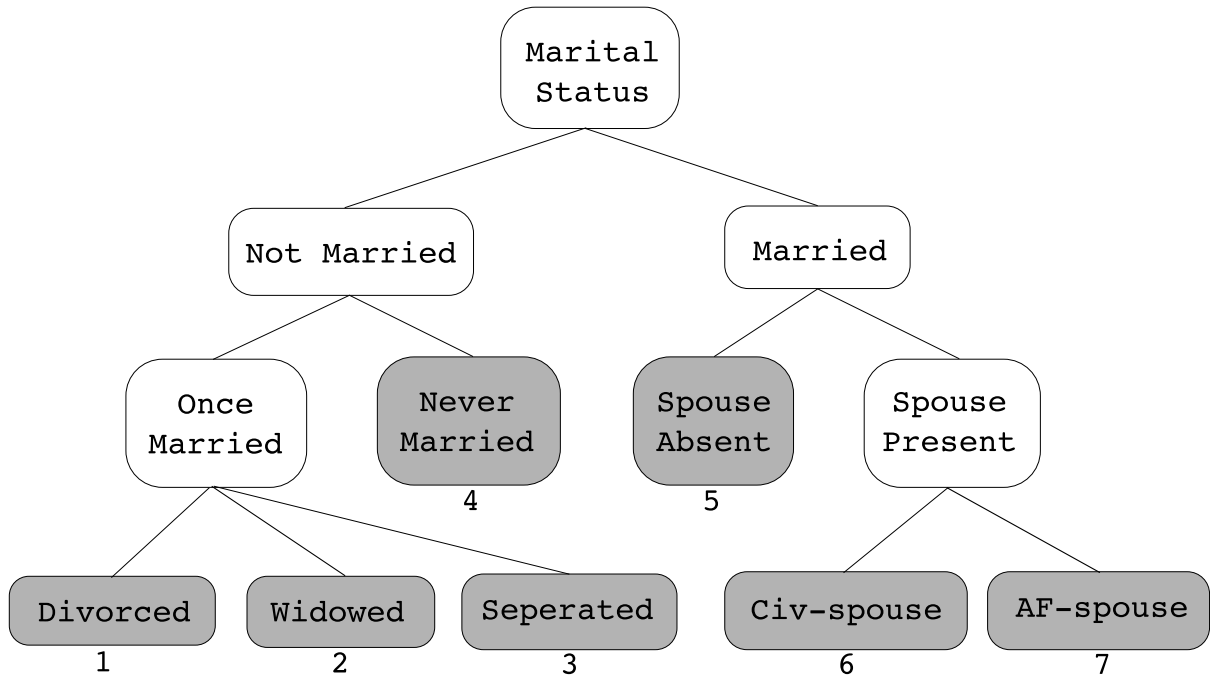 Marital
Status
Not Married
Married
Once
Married
Never
Married
4
Spouse
Absent
5
Spouse
Present
Divorced
1
Widowed
2
Seperated
3
Civ-spouse
6
AF-spouse
7